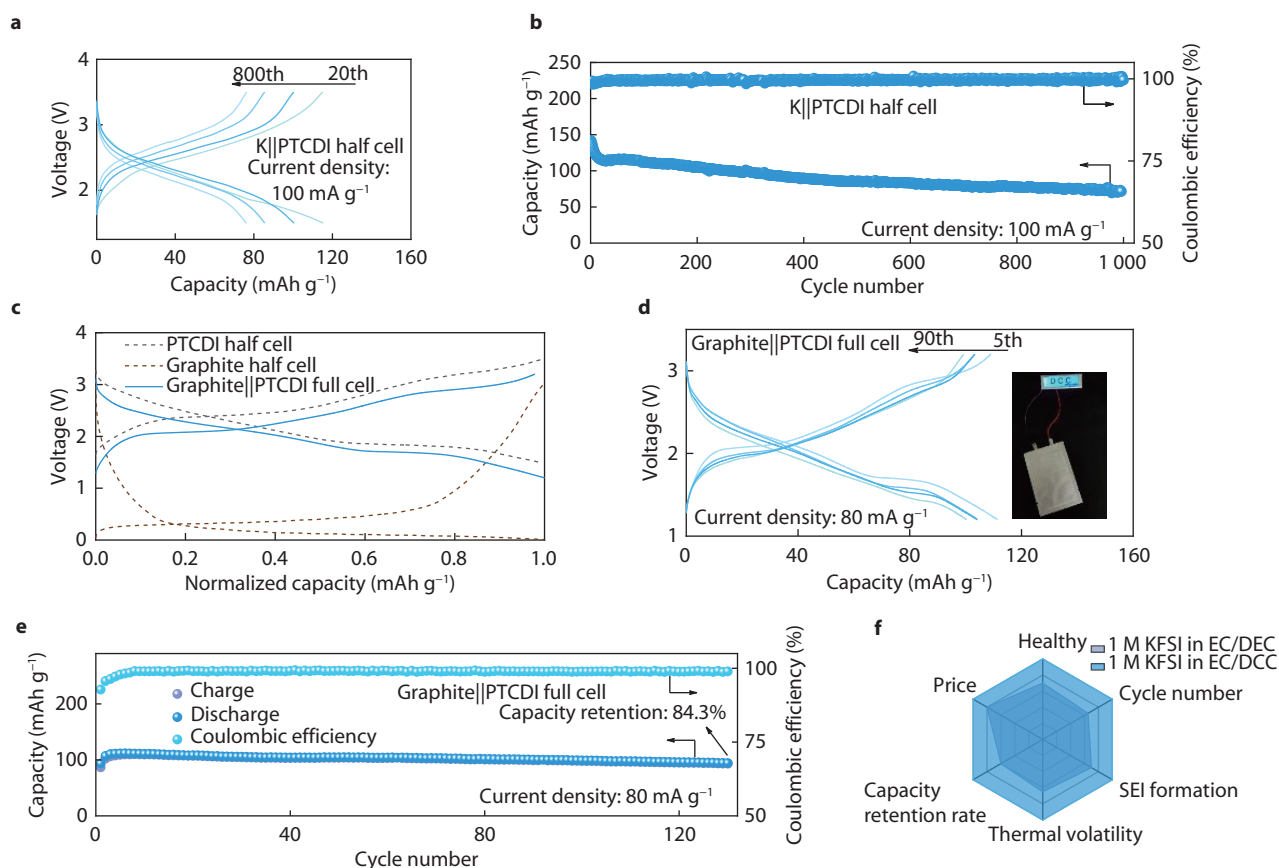 a
4
3
2
Voltage (V)
800th
20th
K||PTCDI half cell
Current density:
100 mA g⁻¹
0
40
80
120
160
Capacity (mAh g⁻¹)
b
250
200
150
100
50
0
Capacity (mAh g⁻¹)
K||PTCDI half cell
Current density: 100 mA g⁻¹
100
75
50
Coulombic efficiency (%)
0
200
400
600
800
1 000
Cycle number
c
4
3
2
1
0
Voltage (V)
PTCDI half cell
Graphite half cell
Graphite||PTCDI full cell
0.0
0.2
0.4
0.6
0.8
1.0
Normalized capacity (mAh g⁻¹)
d
4
3
2
1
Voltage (V)
Graphite||PTCDI full cell
90th
5th
DCC
Current density: 80 mA g⁻¹
0
40
80
120
160
Capacity (mAh g⁻¹)
e
200
100
0
Capacity (mAh g⁻¹)
Charge
Discharge
Coulombic efficiency
Graphite||PTCDI full cell
Capacity retention: 84.3%
Current density: 80 mA g⁻¹
100
75
50
Coulombic efficiency (%)
0
40
80
120
Cycle number
f
Healthy
1 M KFSI in EC/DEC
1 M KFSI in EC/DCC
Price
Cycle number
Capacity
retention rate
SEI formation
Thermal volatility